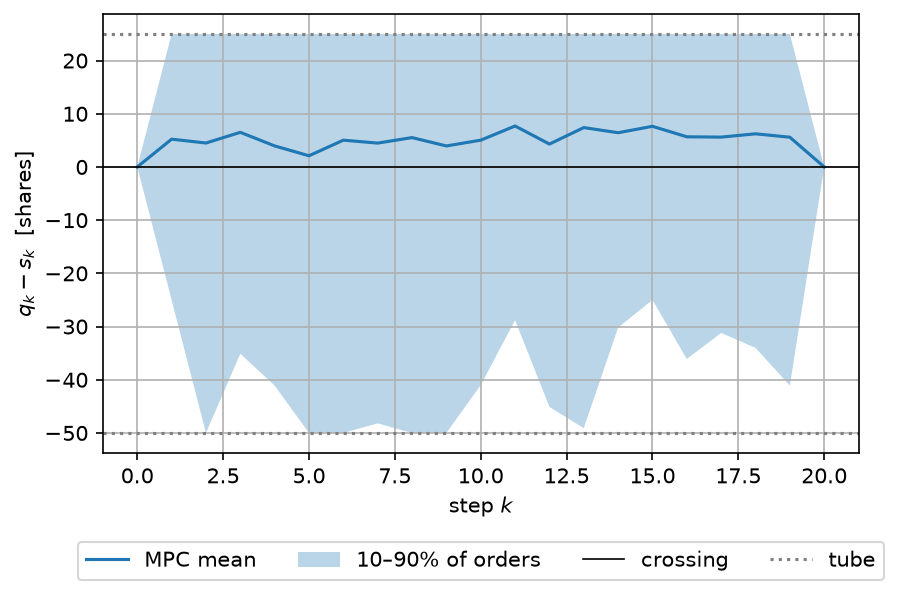 20
10
0
−10
−20
−30
−40
−50
q_k − s_k [shares]
0.0 2.5 5.0 7.5 10.0 12.5 15.0 17.5 20.0
step k
MPC mean 10–90% of orders crossing tube